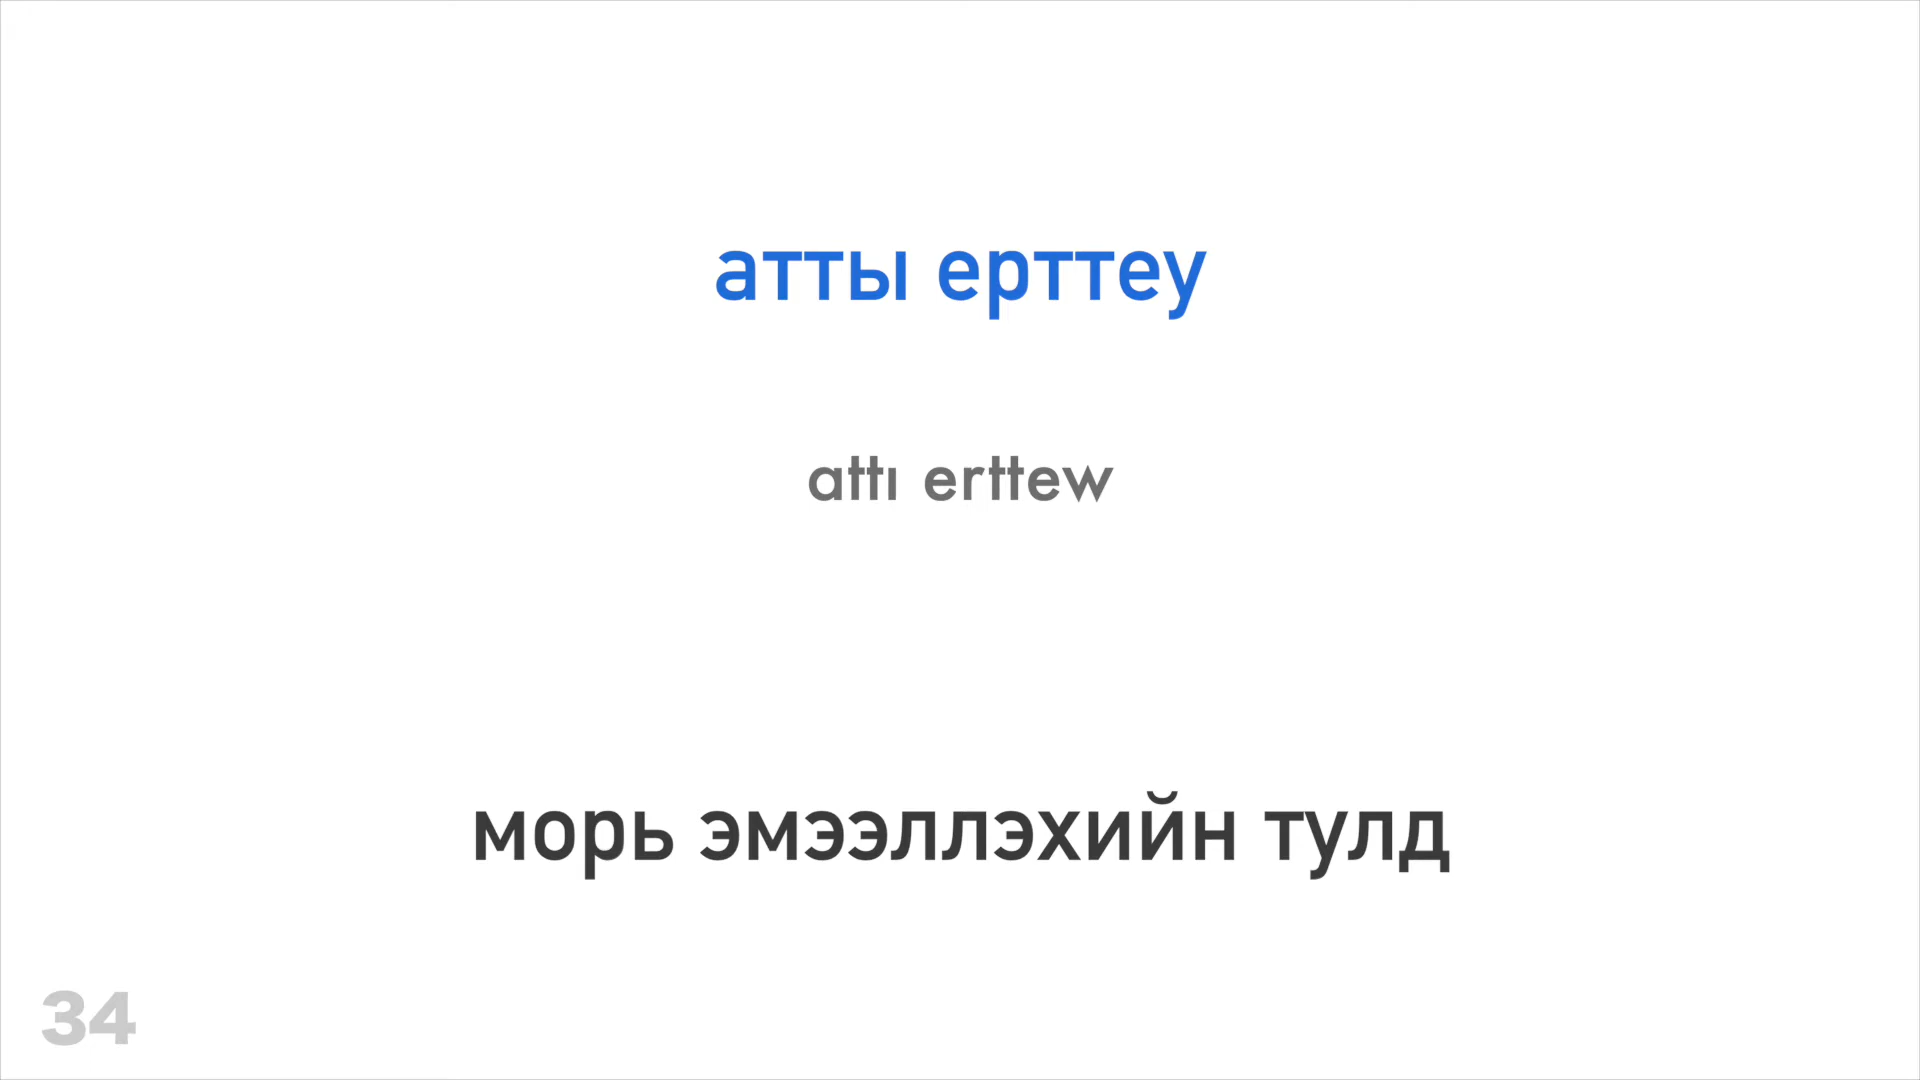 атты ерттеу
attı erttew
морь эмээллэхийн тулд
34